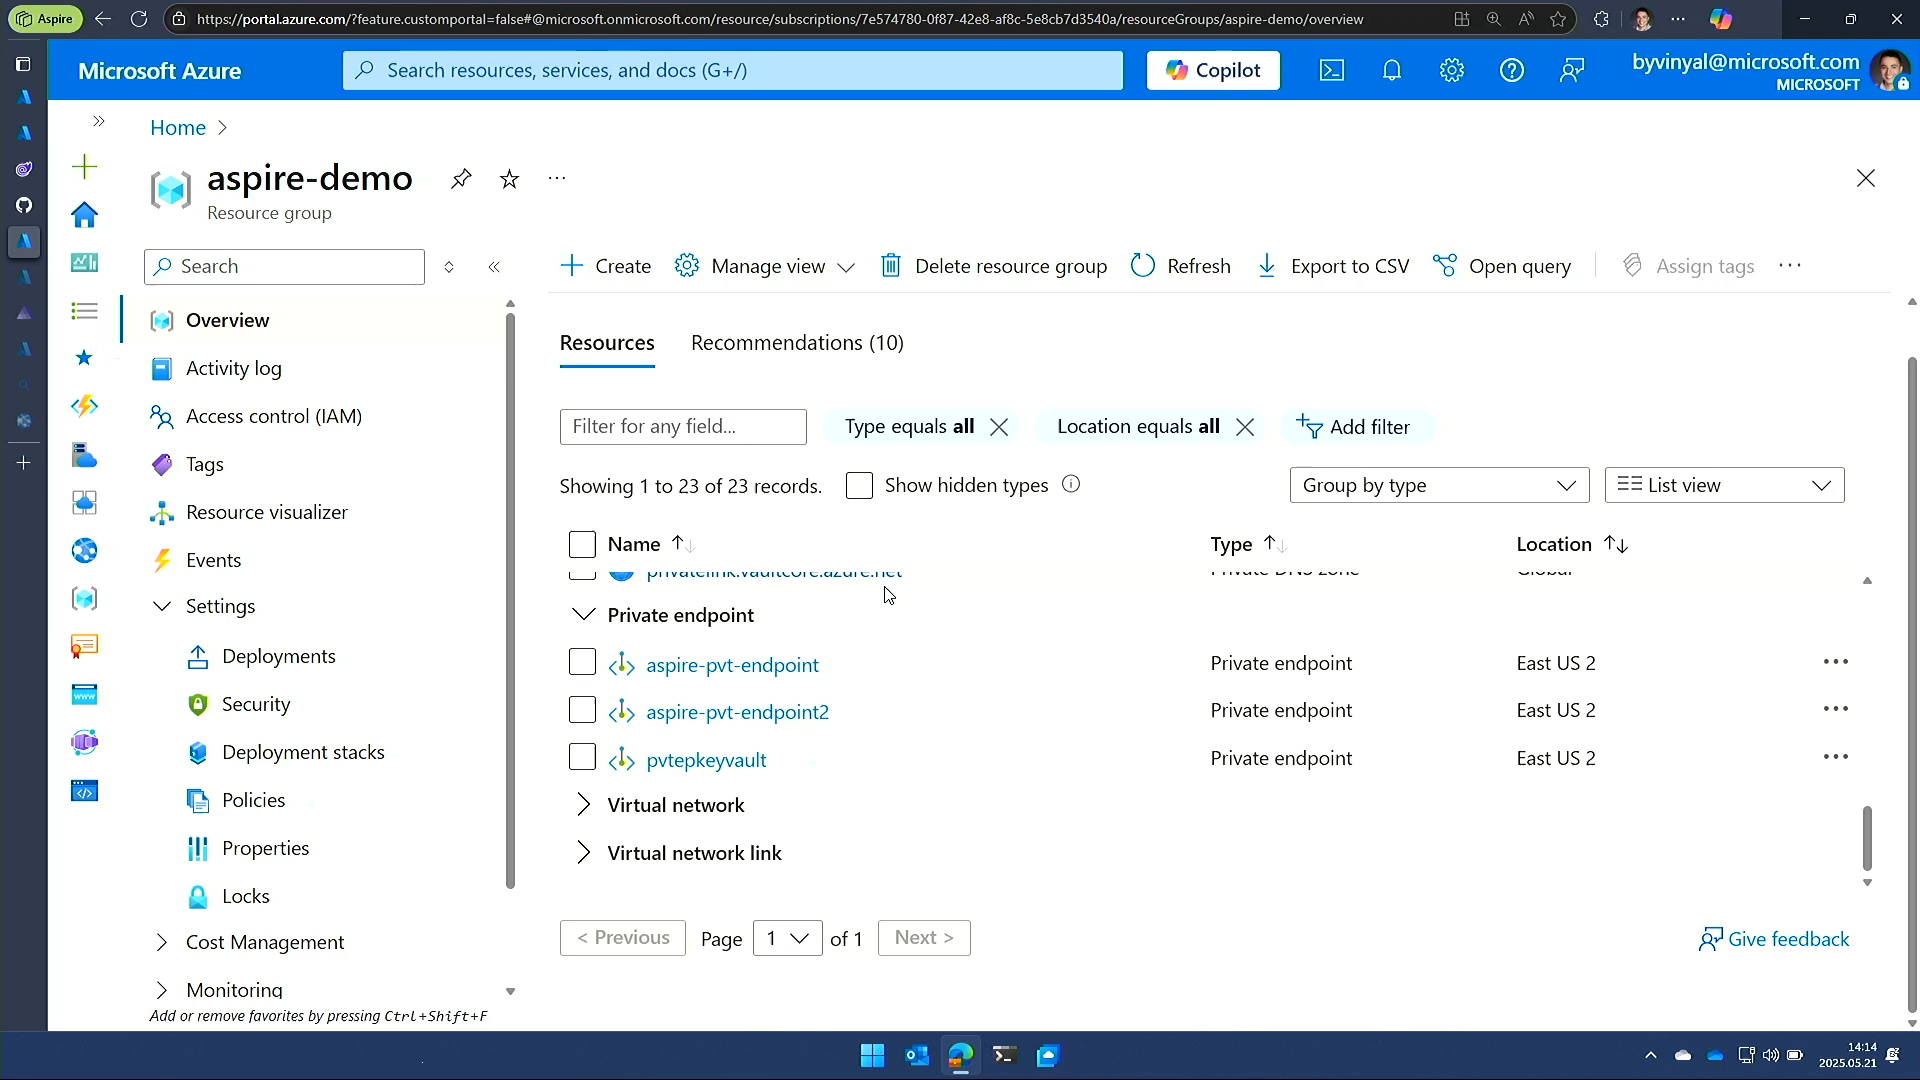 Aspire
https://portal.azure.com/?feature.customportal=false#@microsoft.onmicrosoft.com/resource/subscriptions/7e574780-0f87-42e8-af8c-5e8cb7d3540a/resourceGroups/aspire-demo/overview
Microsoft Azure
Search resources, services, and docs (G+/)
Copilot
byvinyal@microsoft.com
MICROSOFT
Home
aspire-demo
Resource group
Search
Create
Manage view
Delete resource group
Refresh
Export to CSV
Open query
Assign tags
Overview
Activity log
Access control (IAM)
Tags
Resource visualizer
Events
Settings
Deployments
Security
Deployment stacks
Policies
Properties
Locks
Cost Management
Monitoring
Add or remove favorites by pressing Ctrl+Shift+F
Resources
Recommendations (10)
Filter for any field...
Type equals all
Location equals all
Add filter
Showing 1 to 23 of 23 records.
Show hidden types
Group by type
List view
Name
Type
Location
privatelink.vaultcore.azure.net
Private DNS zone
Global
Private endpoint
aspire-pvt-endpoint
Private endpoint
East US 2
aspire-pvt-endpoint2
Private endpoint
East US 2
pvtepkeyvault
Private endpoint
East US 2
Virtual network
Virtual network link
< Previous
Page
1
of 1
Next >
Give feedback
14:14
2025.05.21